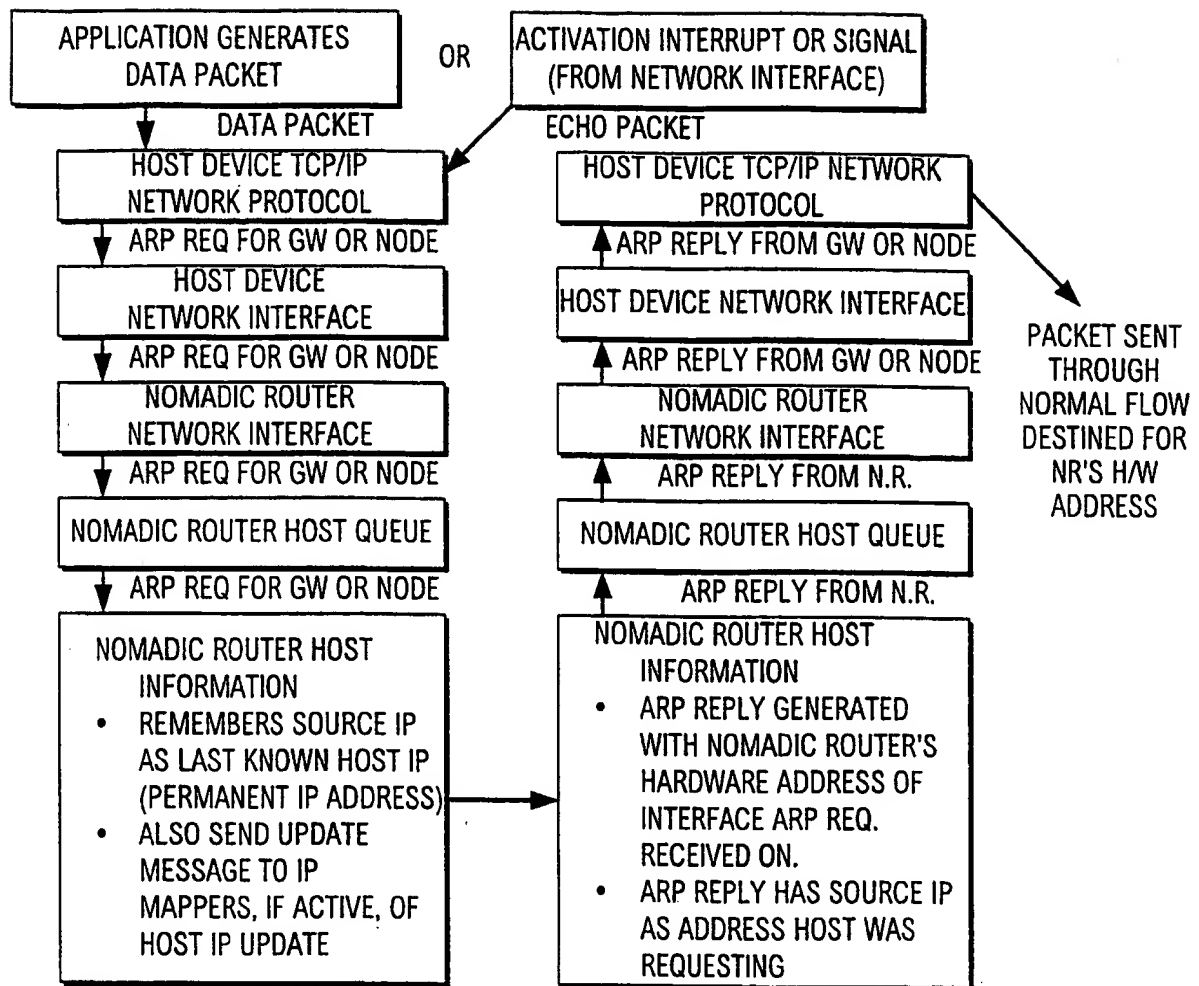 APPLICATION GENERATES
DATA PACKET
OR
ACTIVATION INTERRUPT OR SIGNAL
(FROM NETWORK INTERFACE)
DATA PACKET
ECHO PACKET
HOST DEVICE TCP/IP
NETWORK PROTOCOL
ARP REQ FOR GW OR NODE
HOST DEVICE
NETWORK INTERFACE
ARP REQ FOR GW OR NODE
NOMADIC ROUTER
NETWORK INTERFACE
ARP REQ FOR GW OR NODE
NOMADIC ROUTER HOST QUEUE
ARP REQ FOR GW OR NODE
NOMADIC ROUTER HOST
INFORMATION
• REMEMBERS SOURCE IP
AS LAST KNOWN HOST IP
(PERMANENT IP ADDRESS)
• ALSO SEND UPDATE
MESSAGE TO IP
MAPPERS, IF ACTIVE, OF
HOST IP UPDATE
HOST DEVICE TCP/IP NETWORK
PROTOCOL
ARP REPLY FROM GW OR NODE
HOST DEVICE NETWORK INTERFACE
ARP REPLY FROM GW OR NODE
NOMADIC ROUTER
NETWORK INTERFACE
ARP REPLY FROM N.R.
NOMADIC ROUTER HOST QUEUE
ARP REPLY FROM N.R.
NOMADIC ROUTER HOST
INFORMATION
• ARP REPLY GENERATED
WITH NOMADIC ROUTER'S
HARDWARE ADDRESS OF
INTERFACE ARP REQ.
RECEIVED ON.
• ARP REPLY HAS SOURCE IP
AS ADDRESS HOST WAS
REQUESTING
PACKET SENT
THROUGH
NORMAL FLOW
DESTINED FOR
NR'S H/W
ADDRESS